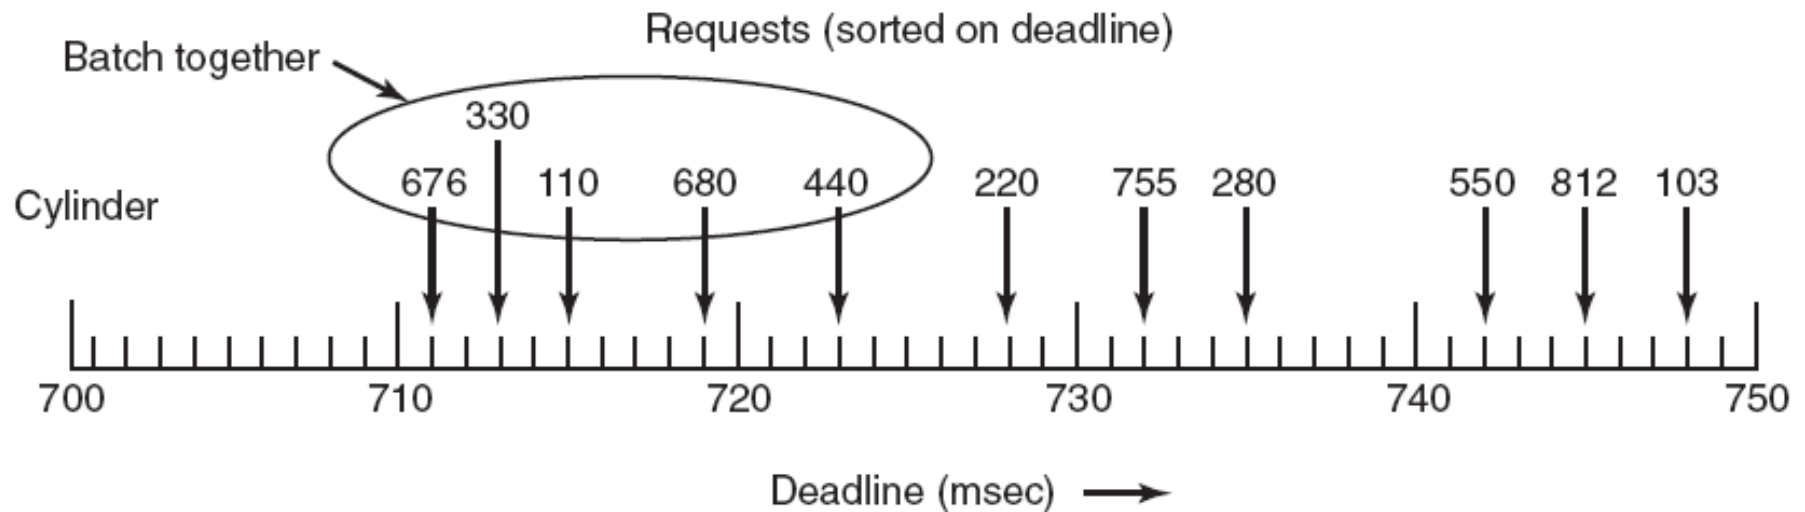 Requests (sorted on deadline)
Batch together
330
676 110 680 440 220 755 280 550 812 103
Cylinder
700 710 720 730 740 750
Deadline (msec)